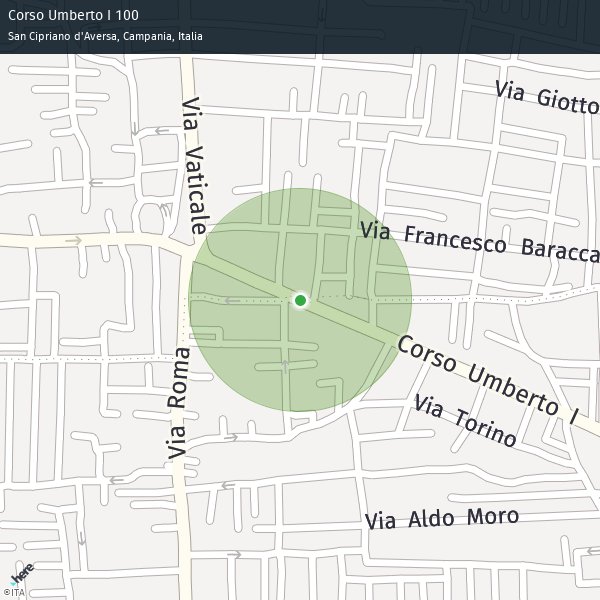 Corso Umberto I 100
San Cipriano d'Aversa, Campania, Italia
Via Giotto
Via Vaticale
Via Francesco Baracca
Corso Umberto I
Via Roma
Via Torino
Via Aldo Moro
here
©ITA